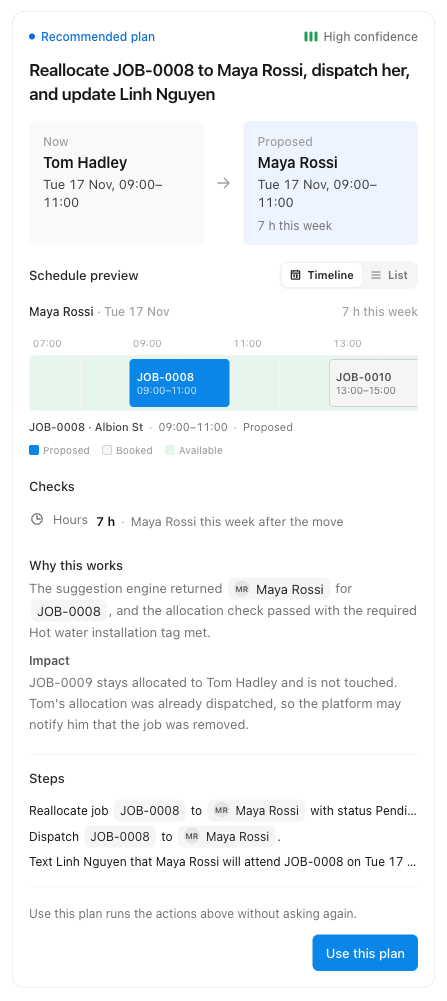 Recommended plan
High confidence
Reallocate JOB-0008 to Maya Rossi, dispatch her,
and update Linh Nguyen
Now
Tom Hadley
Tue 17 Nov, 09:00–
11:00
Proposed
Maya Rossi
Tue 17 Nov, 09:00–
11:00
7 h this week
Schedule preview
Timeline
List
Maya Rossi · Tue 17 Nov
7 h this week
07:00 09:00 11:00 13:00
JOB-0008
09:00–11:00
JOB-0010
13:00–15:00
JOB-0008 · Albion St · 09:00–11:00 · Proposed
Proposed Booked Available
Checks
Hours 7 h · Maya Rossi this week after the move
Why this works
The suggestion engine returned MR Maya Rossi for
JOB-0008 , and the allocation check passed with the required
Hot water installation tag met.
Impact
JOB-0009 stays allocated to Tom Hadley and is not touched.
Tom's allocation was already dispatched, so the platform may
notify him that the job was removed.
Steps
Reallocate job JOB-0008 to MR Maya Rossi with status Pendi...
Dispatch JOB-0008 to MR Maya Rossi .
Text Linh Nguyen that Maya Rossi will attend JOB-0008 on Tue 17 ...
Use this plan runs the actions above without asking again.
Use this plan